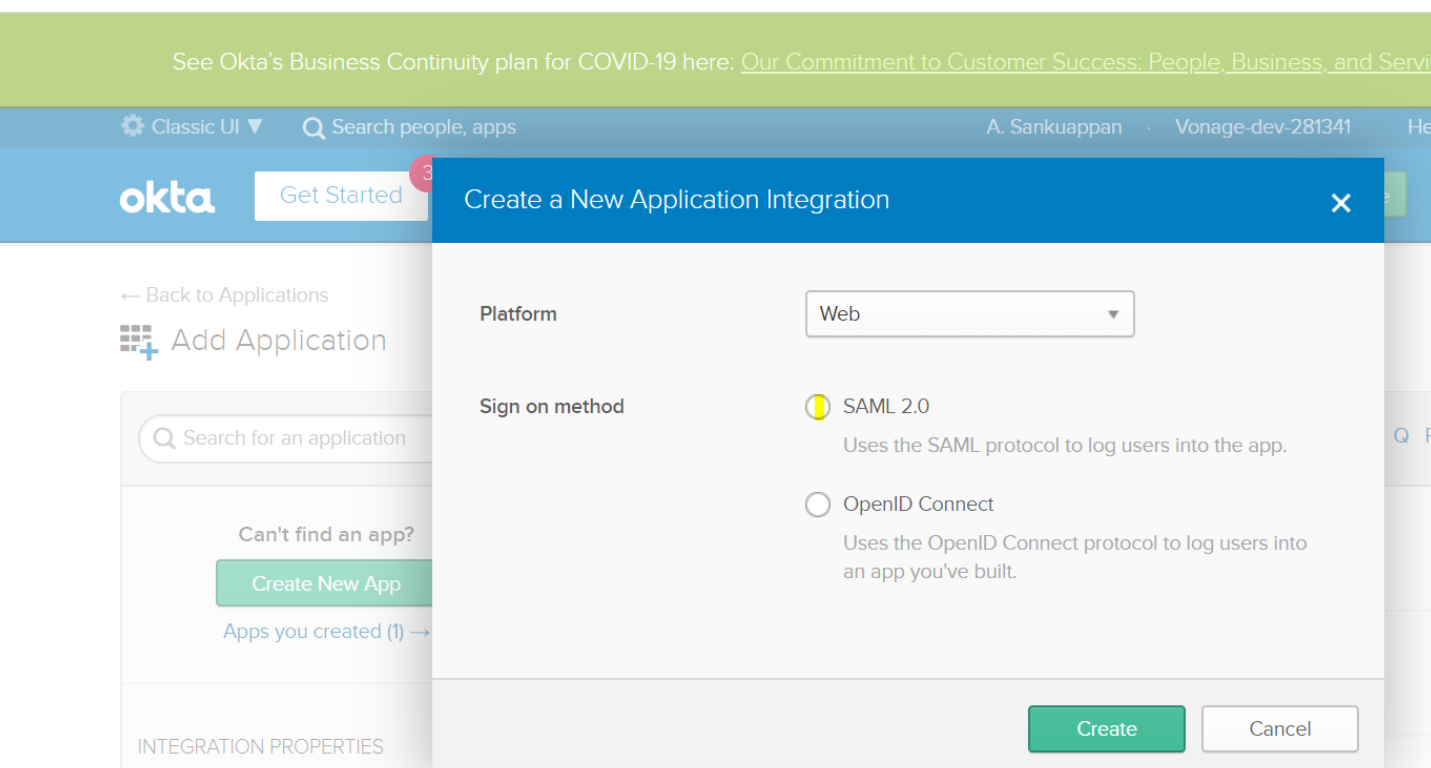 See Okta's Business Continuity plan for COVID-19 here: Our Commitment to Customer Success: People, Business, and
Classic UI ▼
Search people, apps
A. Sankuappan · Vonage-dev-281341
okta
Get Started
3
Create a New Application Integration
← Back to Applications
Add Application
Platform
Web
Sign on method
SAML 2.0
Uses the SAML protocol to log users into the app.
Search for an application
Q
OpenID Connect
Uses the OpenID Connect protocol to log users into
an app you've built.
Can't find an app?
Create New App
Apps you created (1) →
Create
Cancel
INTEGRATION PROPERTIES